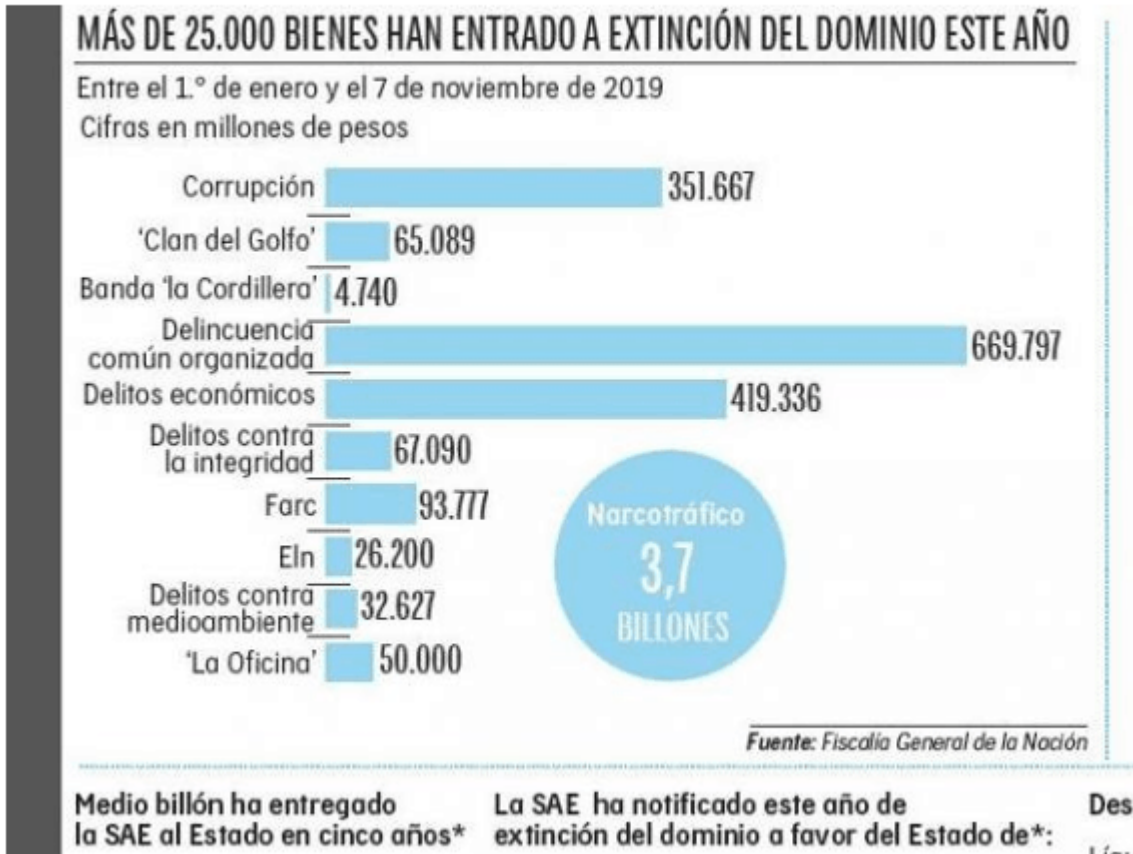 MÁS DE 25.000 BIENES HAN ENTRADO A EXTINCIÓN DEL DOMINIO ESTE AÑO
Entre el 1.° de enero y el 7 de noviembre de 2019
Cifras en millones de pesos
Corrupción 351.667
‘Clan del Golfo’ 65.089
Banda ‘la Cordillera’ 4.740
Delincuencia
común organizada 669.797
Delitos económicos 419.336
Delitos contra
la integridad 67.090
Farc 93.777
Eln 26.200
Delitos contra
medioambiente 32.627
‘La Oficina’ 50.000
Narcotráfico
3,7
BILLONES
Fuente: Fiscalía General de la Nación
Medio billón ha entregado
la SAE al Estado en cinco años*
La SAE ha notificado este año de
extinción del dominio a favor del Estado de*:
Des